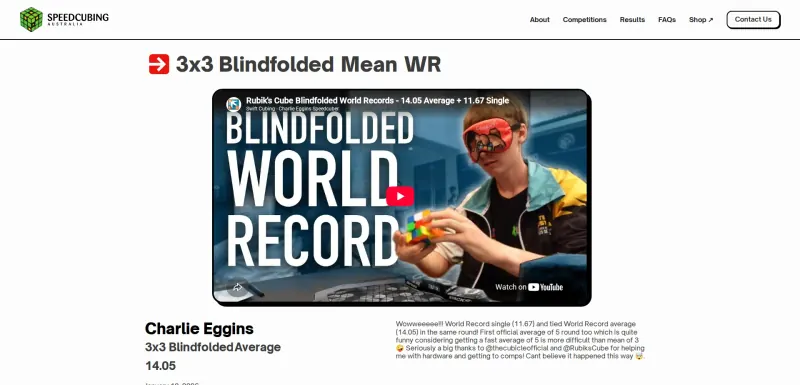 SPEEDCUBING
AUSTRALIA
About
Competitions
Results
FAQs
Shop ↗
Contact Us
3x3 Blindfolded Mean WR
Rubik's Cube Blindfolded World Records - 14.05 Average + 11.67 Single
Swift Cubing · Charlie Eggins Speedcuber
BLINDFOLDED
WORLD
RECORD
Watch on YouTube
Charlie Eggins
3x3 Blindfolded Average
14.05
Wowweeeee!!! World Record single (11.67) and tied World Record average
(14.05) in the same round! First official average of 5 round too which is quite
funny considering getting a fast average of 5 is more difficult than mean of 3
🤪 Seriously a big thanks to @thecubicleofficial and @RubiksCube for helping
me with hardware and getting to comps! Cant believe it happened this way 🤯.